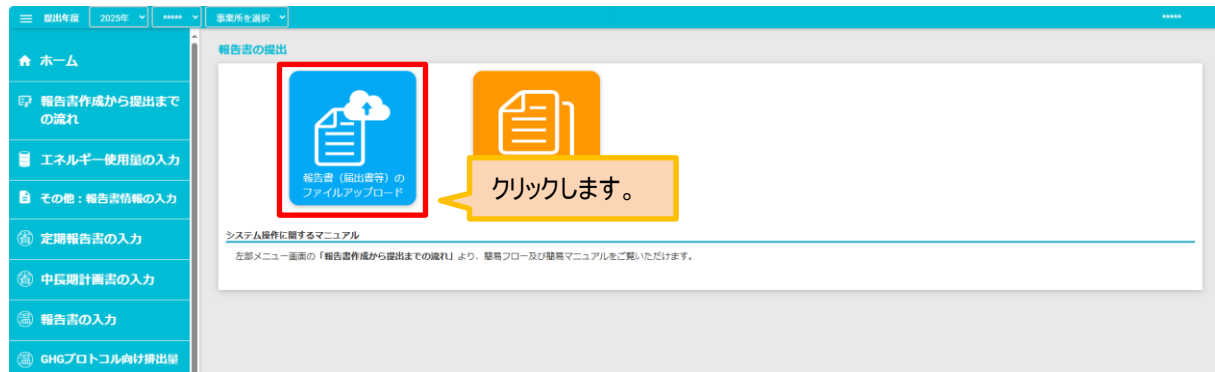 提出年度 2025年 ***** 事業所を選択 *****
ホーム
報告書作成から提出まで
の流れ
エネルギー使用量の入力
その他：報告書情報の入力
定期報告書の入力
中長期計画書の入力
報告書の入力
GHGプロトコル向け排出量
報告書の提出
報告書（届出書等）の
ファイルアップロード
クリックします。
システム操作に関するマニュアル
左部メニュー画面の「報告書作成から提出までの流れ」より、簡易フロー及び簡易マニュアルをご覧いただけます。